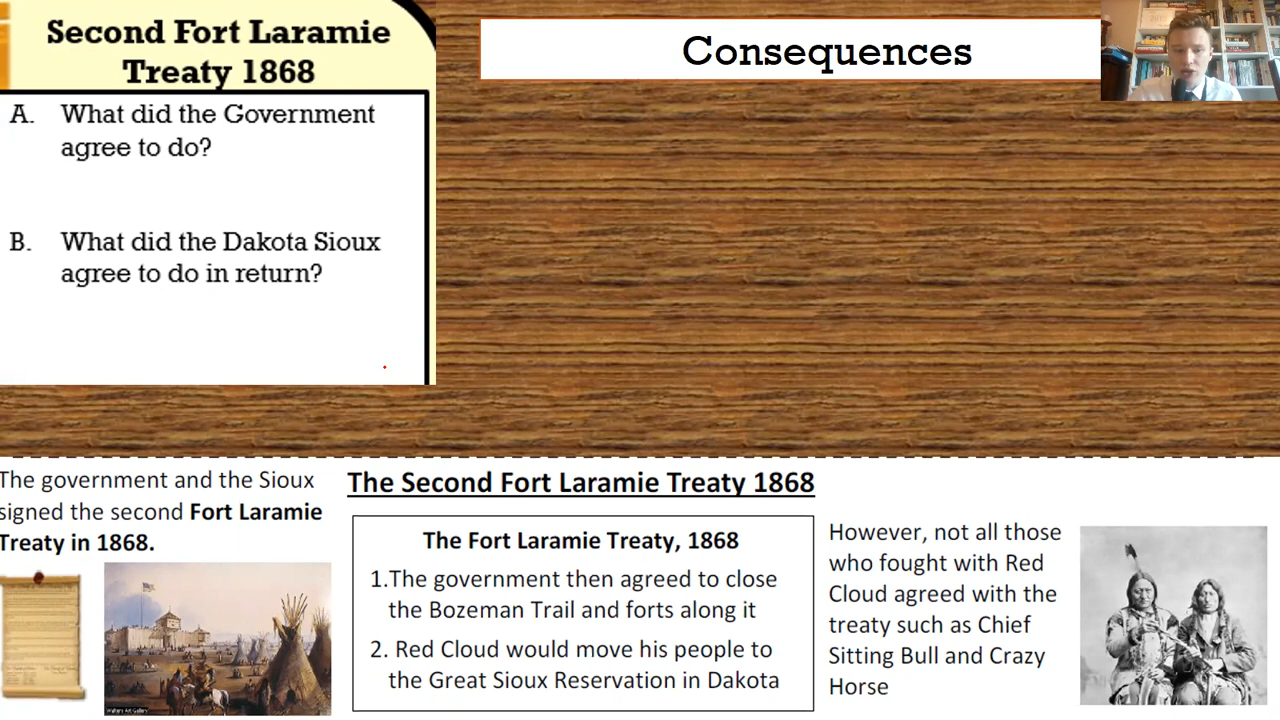 Second Fort Laramie
Treaty 1868
A. What did the Government
agree to do?
B. What did the Dakota Sioux
agree to do in return?
Consequences
The government and the Sioux
signed the second Fort Laramie
Treaty in 1868.
The Second Fort Laramie Treaty 1868
The Fort Laramie Treaty, 1868
1.The government then agreed to close
the Bozeman Trail and forts along it
2. Red Cloud would move his people to
the Great Sioux Reservation in Dakota
However, not all those
who fought with Red
Cloud agreed with the
treaty such as Chief
Sitting Bull and Crazy
Horse
Walters Art Gallery